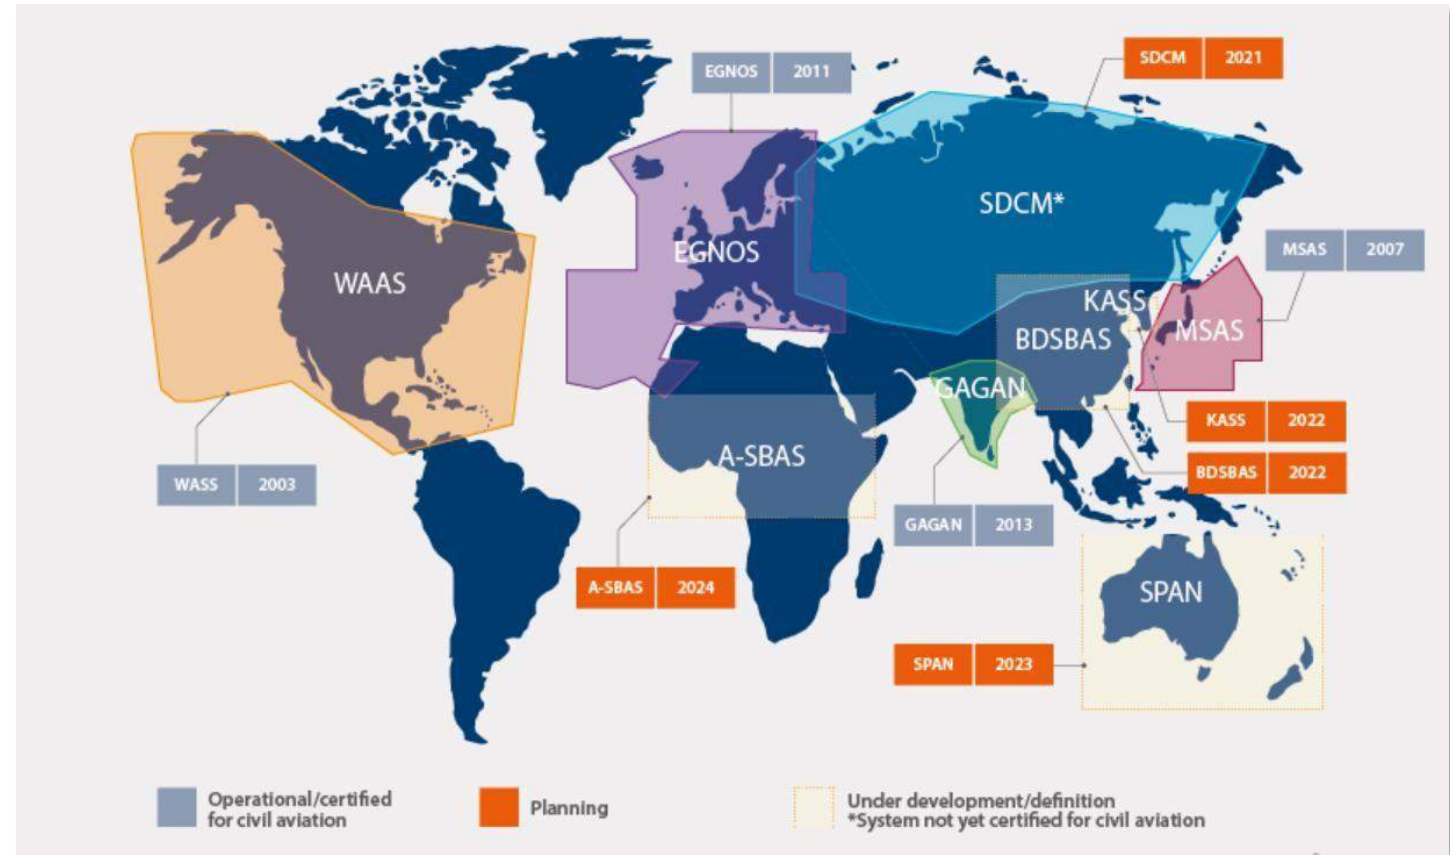 EGNOS 2011
SDCM 2021
SDCM*
MSAS 2007
EGNOS
WAAS
KASS
MSAS
BDSBAS
GAGAN
KASS 2022
A-SBAS
BDSBAS 2022
WASS 2003
GAGAN 2013
A-SBAS 2024
SPAN
SPAN 2023
Operational/certified
for civil aviation
Planning
Under development/definition
*System not yet certified for civil aviation